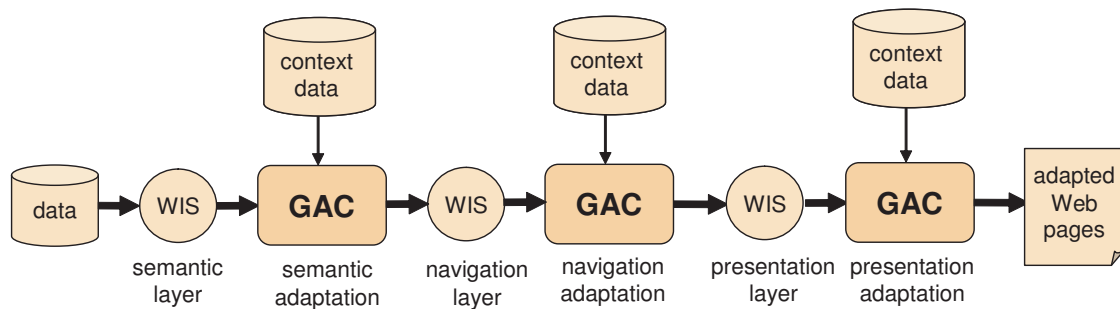 context
data
context
data
context
data
data
WIS
GAC
WIS
GAC
WIS
GAC
adapted
Web
pages
semantic
layer
semantic
adaptation
navigation
layer
navigation
adaptation
presentation
layer
presentation
adaptation